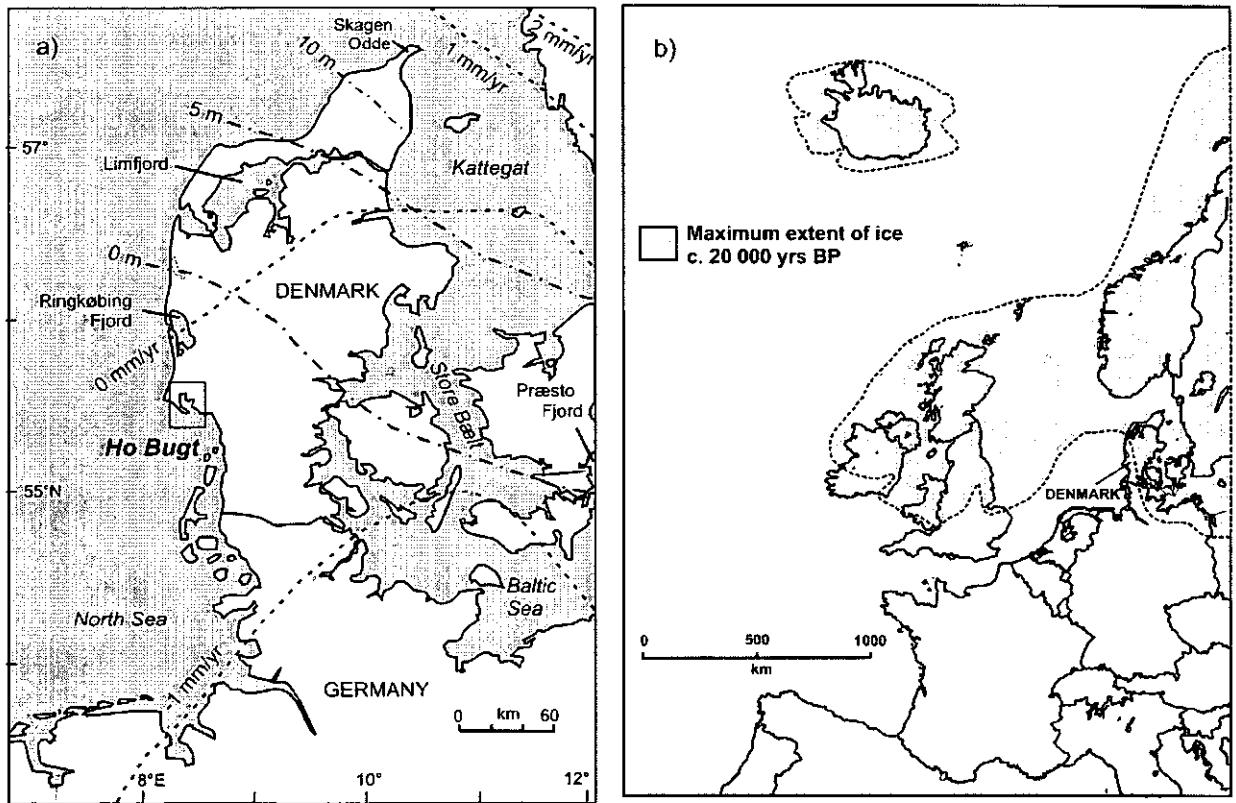 a)
Skagen
Odde
10 m
1 mm/yr
2 mm/yr
5 m
57°
Limfjord
Kattegat
0 m
DENMARK
Ringkøbing
Fjord
0 mm/yr
Store Bælt
Præsto
Fjord
Ho Bugt
55°N
Baltic
Sea
North Sea
-1 mm/yr
GERMANY
0 km 60
8°E 10° 12°
b)
Maximum extent of ice
c. 20 000 yrs BP
DENMARK
0 500 1000
km